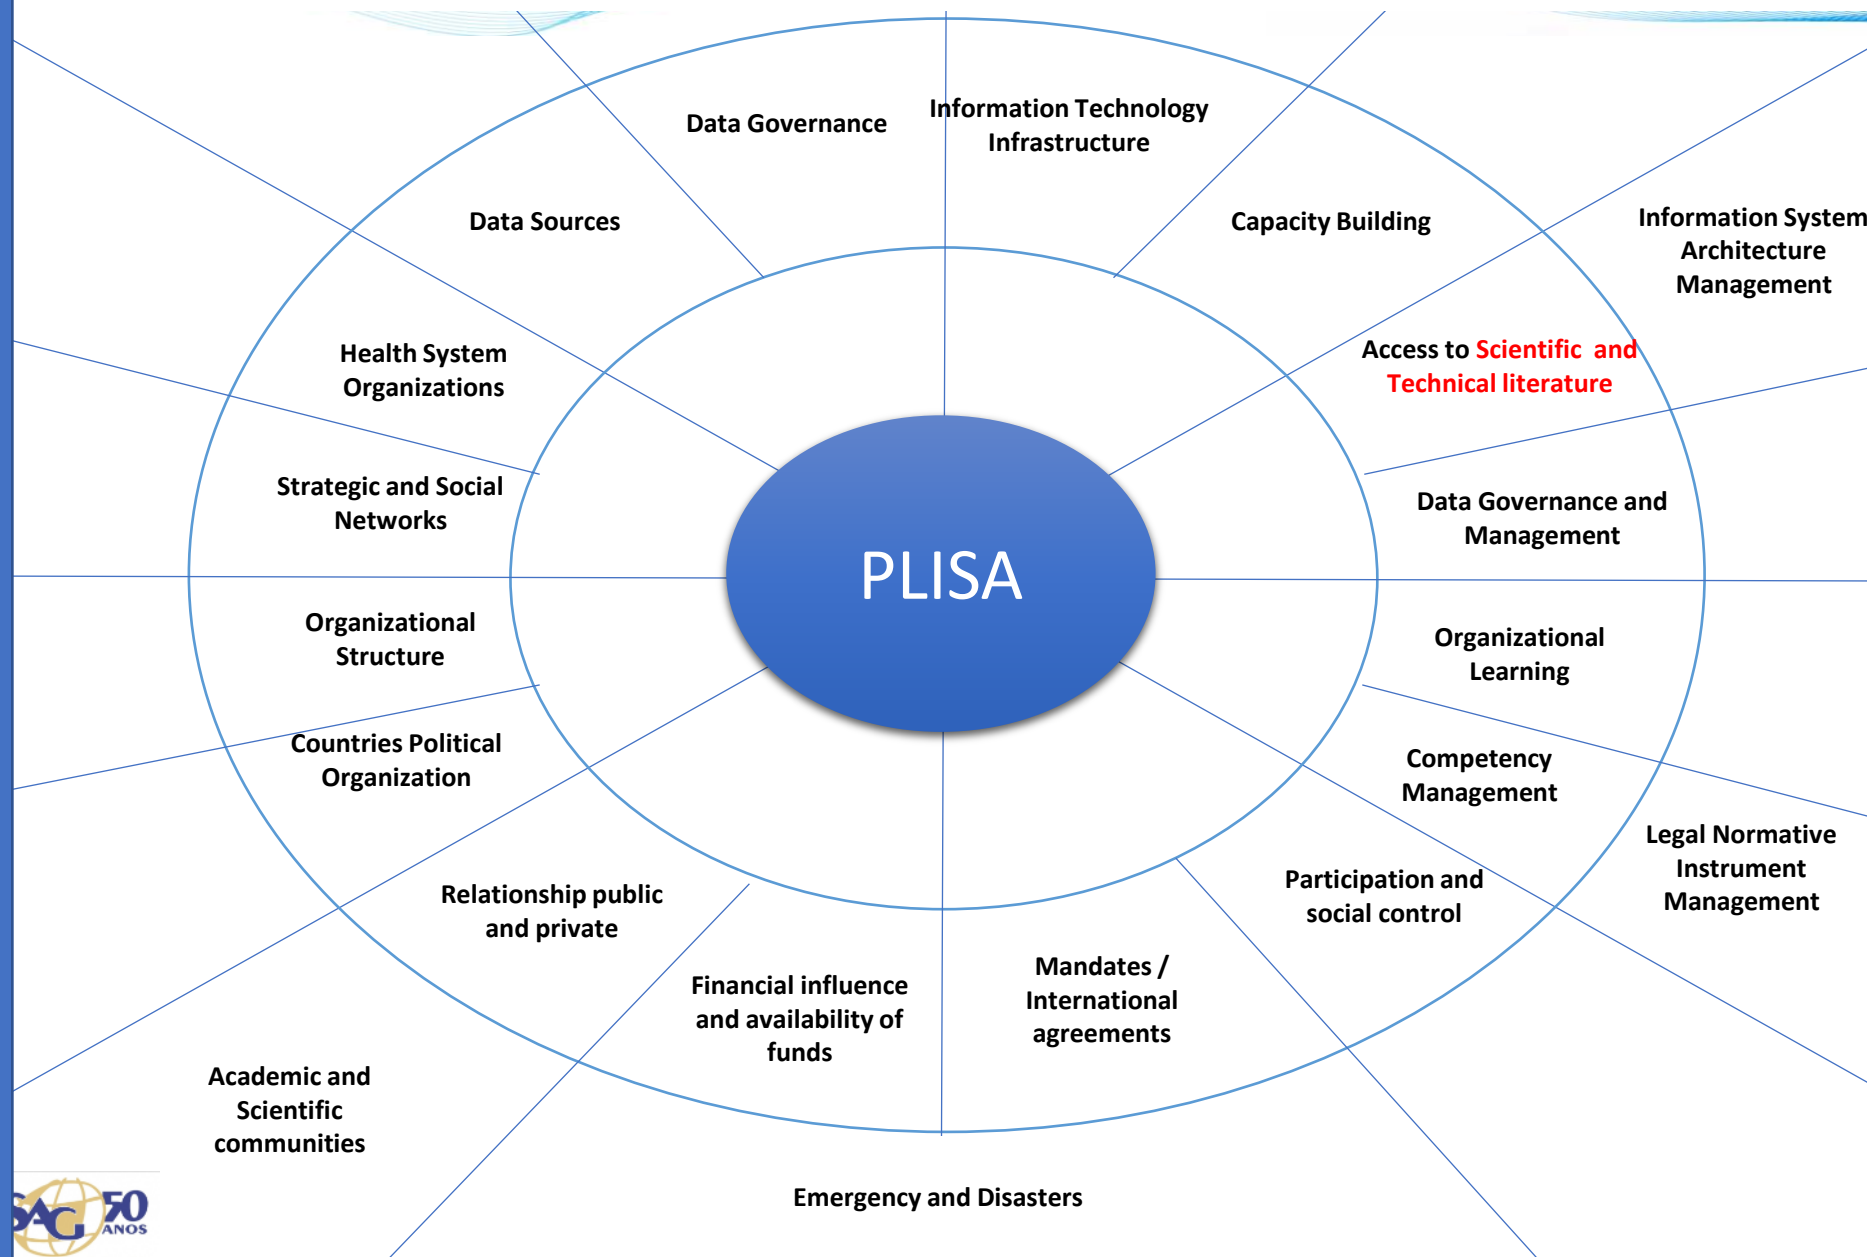 Data Governance
Information Technology
Infrastructure
Data Sources
Capacity Building
Information System
Architecture
Management
Health System
Organizations
Access to Scientific and
Technical literature
Strategic and Social
Networks
Data Governance and
Management
PLISA
Organizational
Structure
Organizational
Learning
Countries Political
Organization
Competency
Management
Legal Normative
Instrument
Management
Relationship public
and private
Participation and
social control
Financial influence
and availability of
funds
Mandates /
International
agreements
Academic and
Scientific
communities
Emergency and Disasters
SAG 50
ANOS